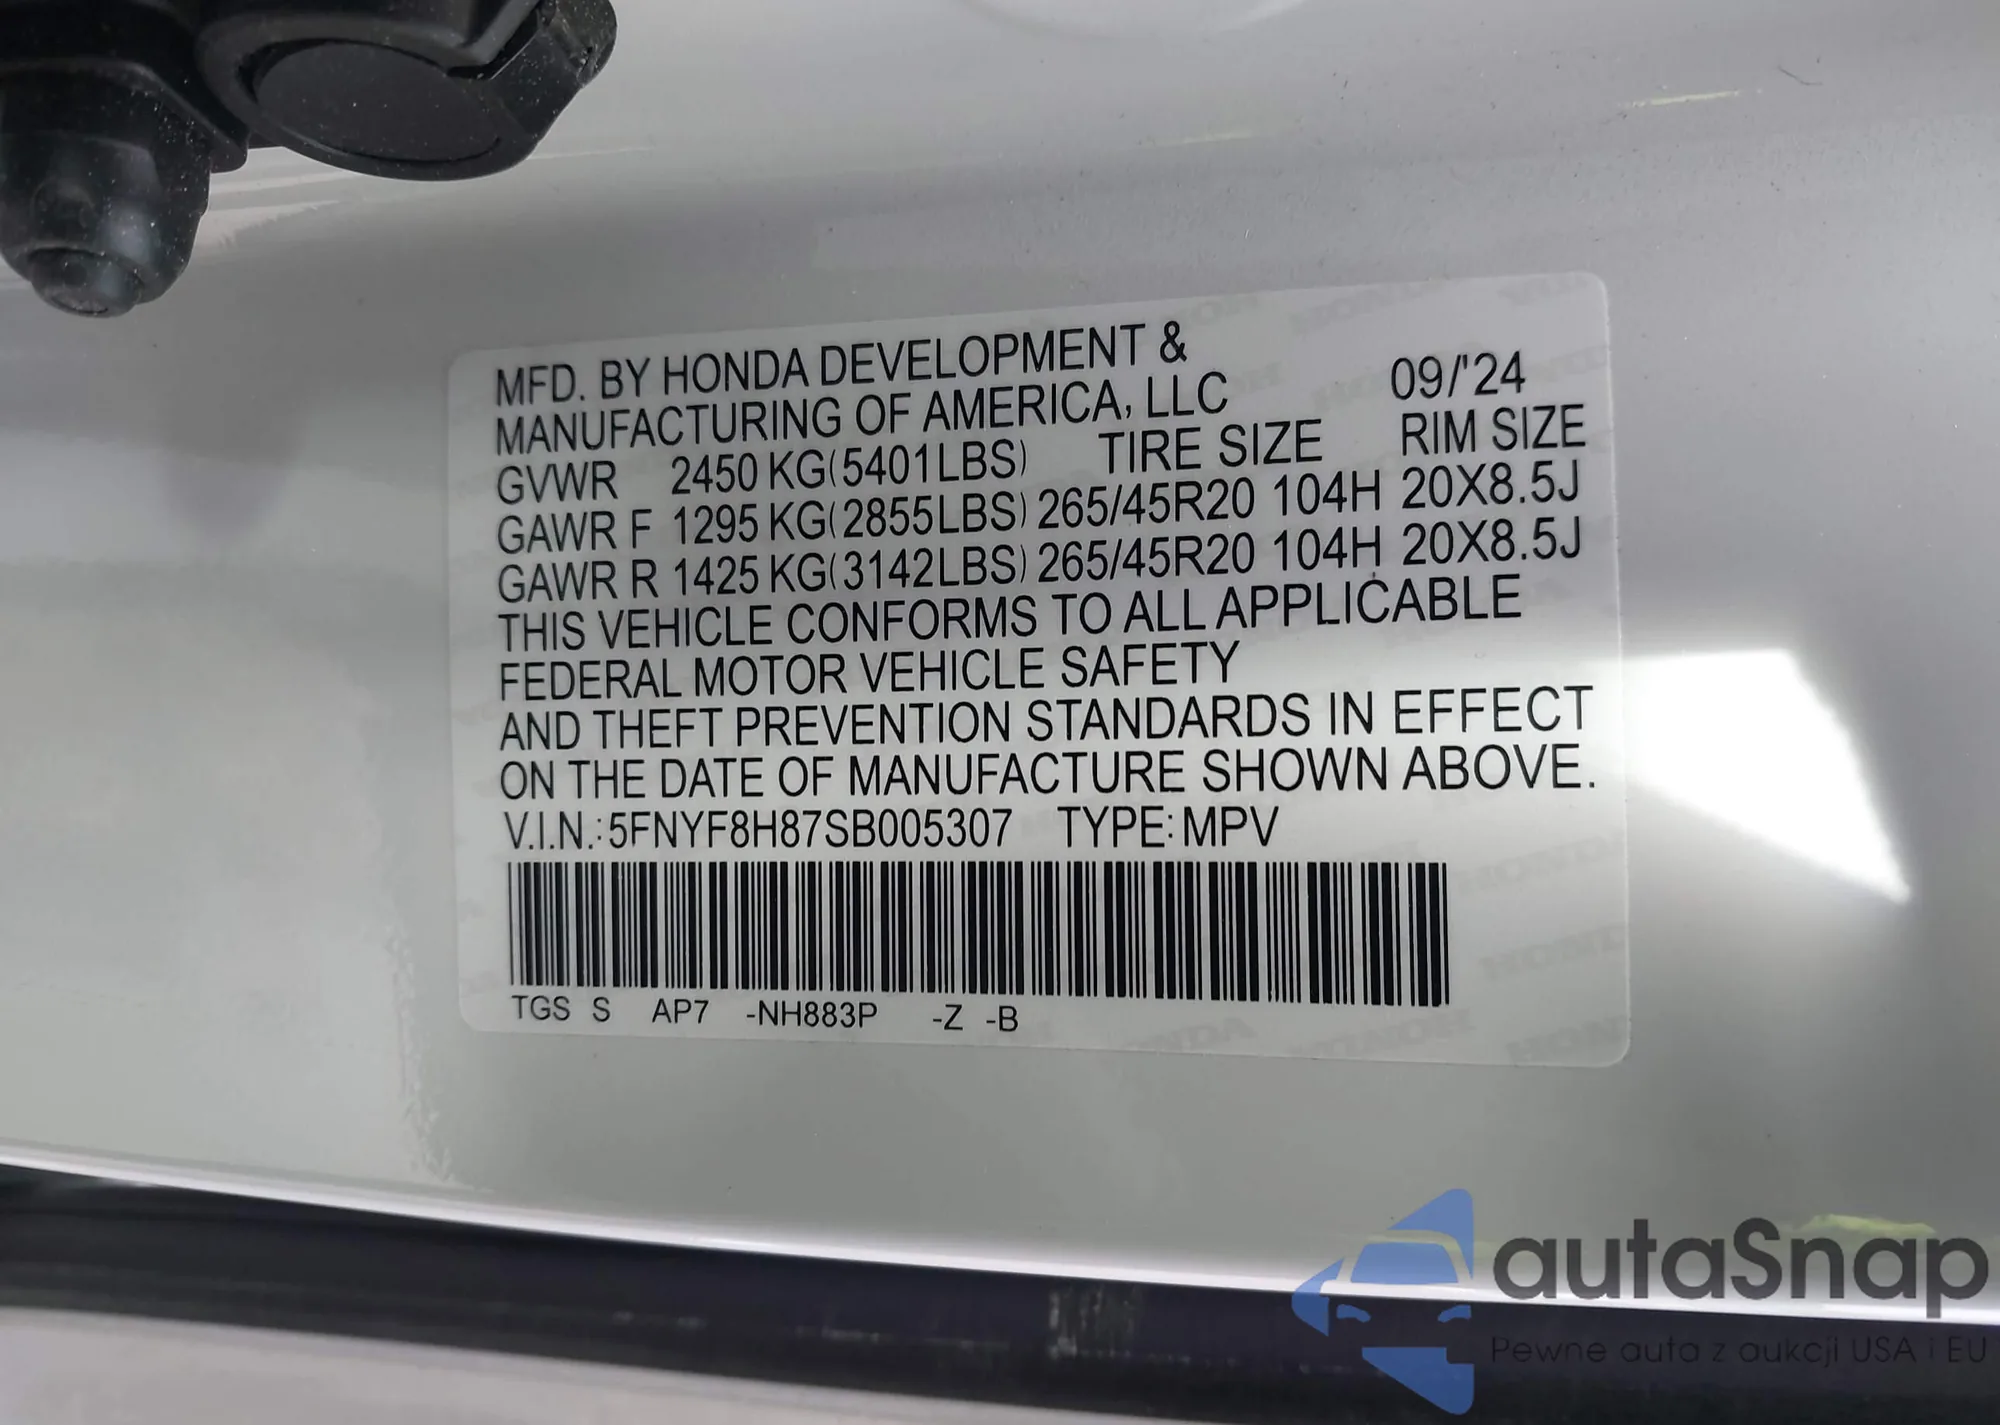 MFD. BY HONDA DEVELOPMENT &
MANUFACTURING OF AMERICA, LLC 09/'24
GVWR 2450 KG(5401LBS) TIRE SIZE RIM SIZE
GAWR F 1295 KG(2855LBS) 265/45R20 104H 20X8.5J
GAWR R 1425 KG(3142LBS) 265/45R20 104H 20X8.5J
THIS VEHICLE CONFORMS TO ALL APPLICABLE
FEDERAL MOTOR VEHICLE SAFETY
AND THEFT PREVENTION STANDARDS IN EFFECT
ON THE DATE OF MANUFACTURE SHOWN ABOVE.
V.I.N.: 5FNYF8H87SB005307 TYPE: MPV
TGS S AP7 -NH883P -Z -B
autaSnap
Pewne auta z aukcji USA i EU